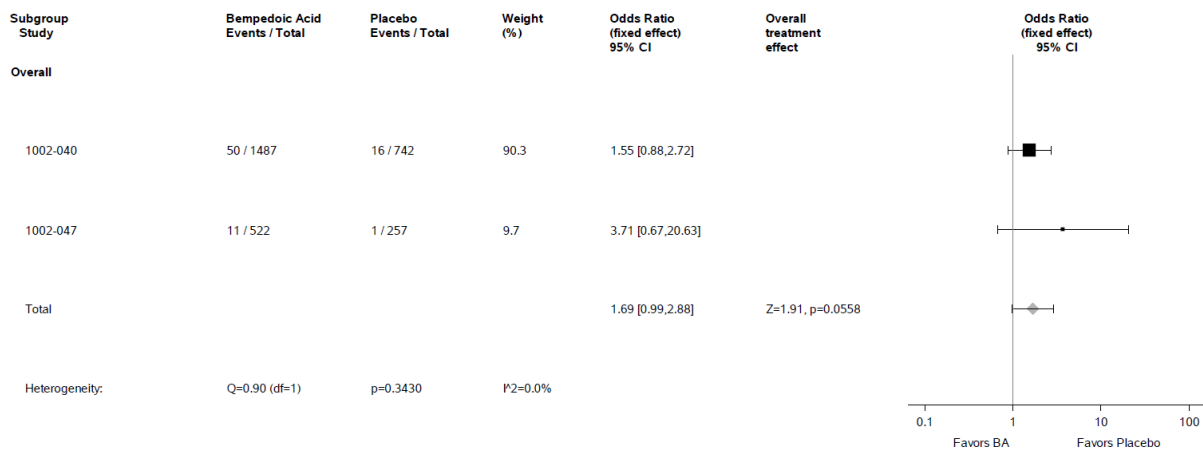 Subgroup Bempedoic Acid Placebo Weight Odds Ratio Overall Odds Ratio
Study Events / Total Events / Total (%) (fixed effect) treatment (fixed effect)
95% CI effect 95% CI
Overall
1002-040 50 / 1487 16 / 742 90.3 1.55 [0.88,2.72]
1002-047 11 / 522 1 / 257 9.7 3.71 [0.67,20.63]
Total 1.69 [0.99,2.88] Z=1.91, p=0.0558
Heterogeneity: Q=0.90 (df=1) p=0.3430 I^2=0.0%
0.1 1 10 100
Favors BA Favors Placebo